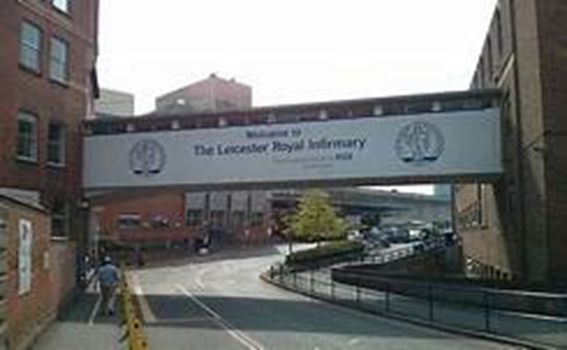 Welcome to
The Leicester Royal Infirmary